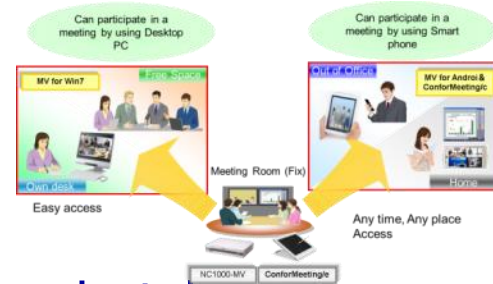 Can participate in a
meeting by using Desktop
PC
Can participate in a
meeting by using Smart
phone
MV for Win7
Free Space
Own desk
Easy access
Out of Office
MV for Androi &
ConforMeeting/c
Home
Any time, Any place
Access
Meeting Room (Fix)
NC1000-MV
ConforMeeting/e